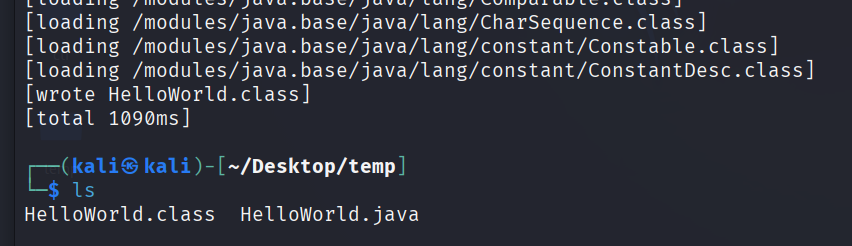 [loading /modules/java.base/java/lang/Comparable.class]
[loading /modules/java.base/java/lang/CharSequence.class]
[loading /modules/java.base/java/lang/constant/Constable.class]
[loading /modules/java.base/java/lang/constant/ConstantDesc.class]
[wrote HelloWorld.class]
[total 1090ms]
┌──(kali㉿kali)-[~/Desktop/temp]
└─$ ls
HelloWorld.class  HelloWorld.java